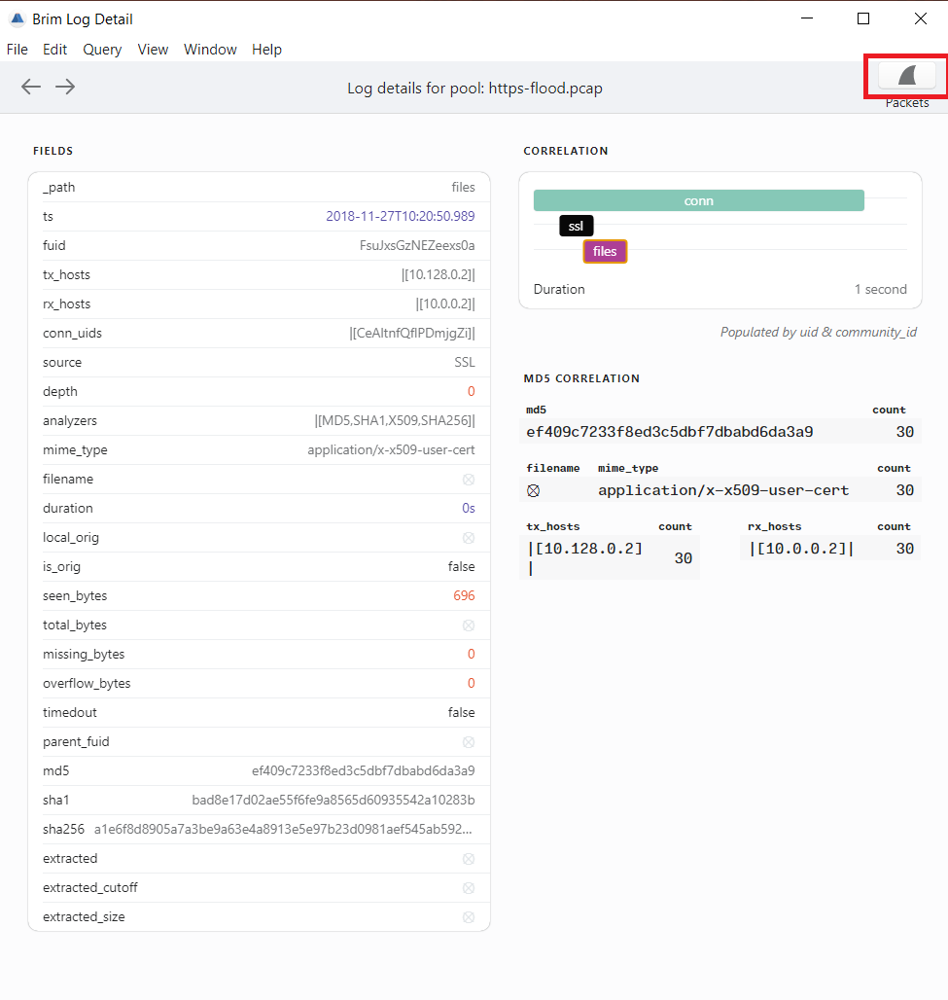 Brim Log Detail
File Edit Query View Window Help
Log details for pool: https-flood.pcap
Packets
FIELDS
_path files
ts 2018-11-27T10:20:50.989
fuid FsuJxsGzNEZeexs0a
tx_hosts |[10.128.0.2]|
rx_hosts |[10.0.0.2]|
conn_uids |[CeAltnfQflPDmjgZi]|
source SSL
depth 0
analyzers |[MD5,SHA1,X509,SHA256]|
mime_type application/x-x509-user-cert
filename
duration 0s
local_orig
is_orig false
seen_bytes 696
total_bytes
missing_bytes 0
overflow_bytes 0
timedout false
parent_fuid
md5 ef409c7233f8ed3c5dbf7dbabd6da3a9
sha1 bad8e17d02ae55f6fe9a8565d60935542a10283b
sha256 a1e6f8d8905a7a3be9a63e4a8913e5e97b23d0981aef545ab592...
extracted
extracted_cutoff
extracted_size
CORRELATION
conn
ssl
files
Duration 1 second
Populated by uid & community_id
MD5 CORRELATION
md5 count
ef409c7233f8ed3c5dbf7dbabd6da3a9 30
filename mime_type count
application/x-x509-user-cert 30
tx_hosts count
|[10.128.0.2]
| 30
rx_hosts count
|[10.0.0.2]| 30